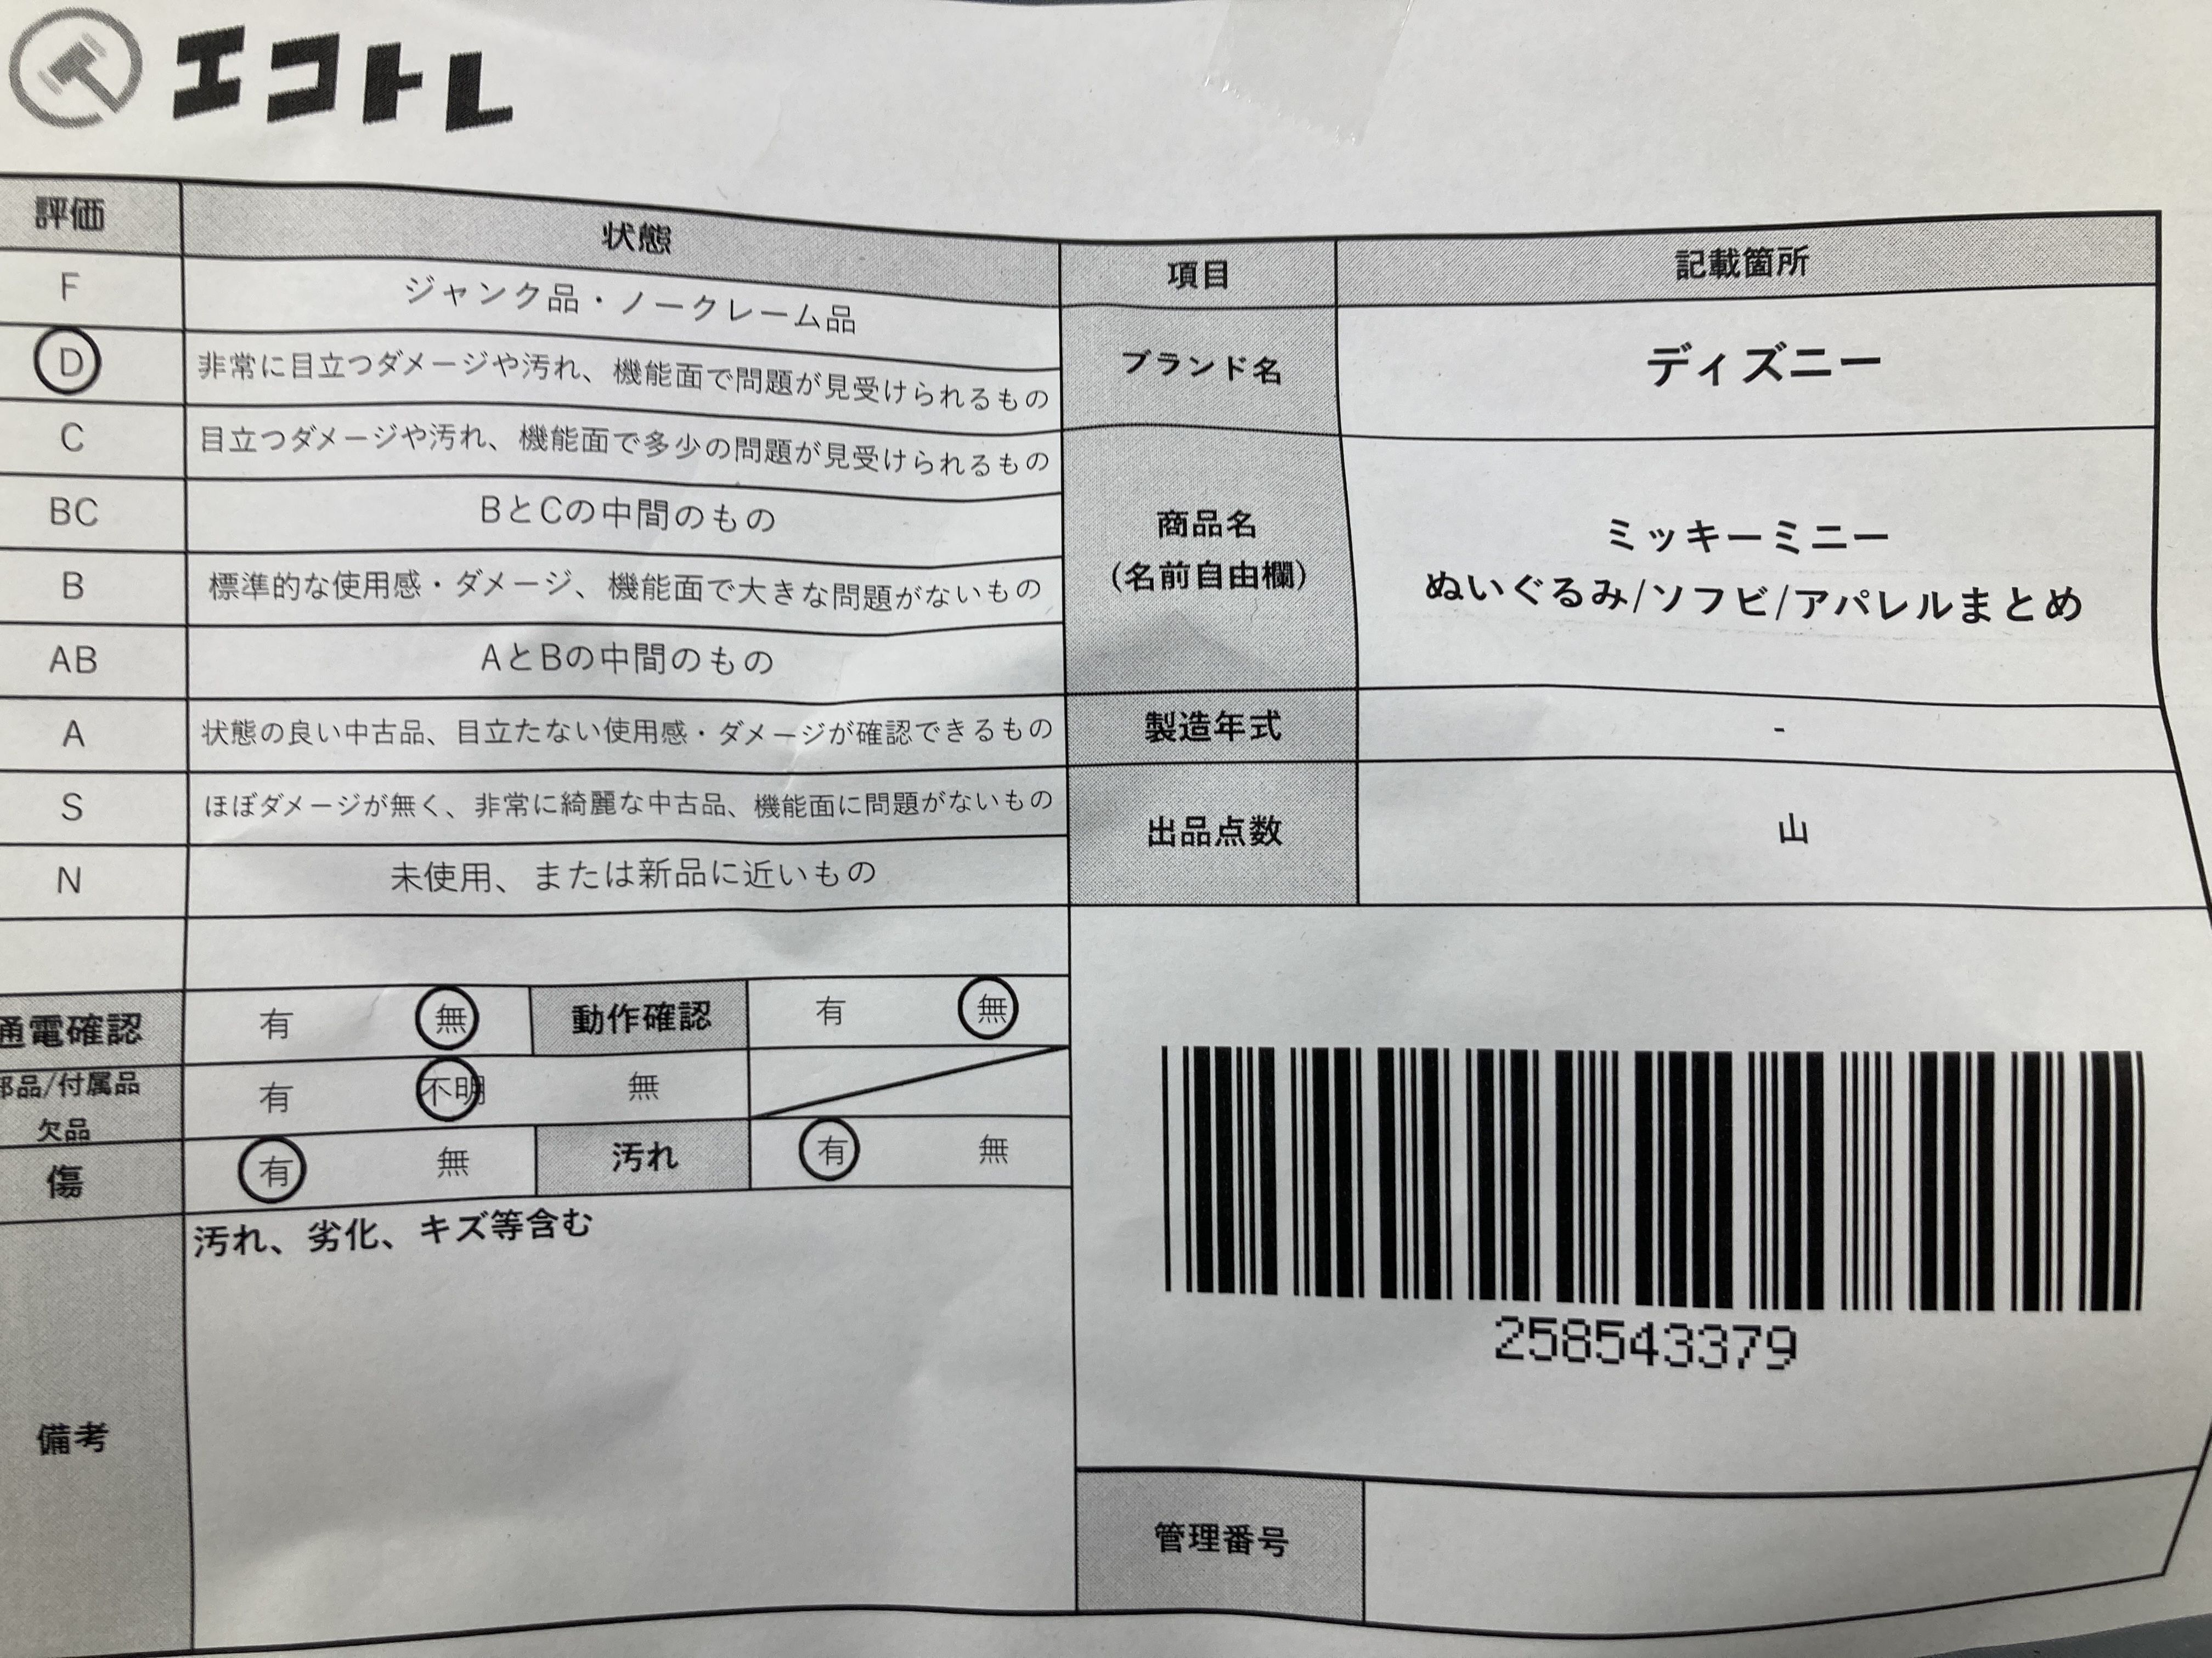 エコトレ
評価 状態
F ジャンク品・ノークレーム品
D 非常に目立つダメージや汚れ、機能面で問題が見受けられるもの
C 目立つダメージや汚れ、機能面で多少の問題が見受けられるもの
BC BとCの中間のもの
B 標準的な使用感・ダメージ、機能面で大きな問題がないもの
AB AとBの中間のもの
A 状態の良い中古品、目立たない使用感・ダメージが確認できるもの
S ほぼダメージが無く、非常に綺麗な中古品、機能面に問題がないもの
N 未使用、または新品に近いもの
通電確認 有 無 動作確認 有 無
部品/付属品
欠品 有 不明 無
傷 有 無 汚れ 有 無
備考 汚れ、劣化、キズ等含む
項目 記載箇所
ブランド名 ディズニー
商品名
(名前自由欄)
ミッキーミニー
ぬいぐるみ/ソフビ/アパレルまとめ
製造年式 -
出品点数 山
258543379
管理番号